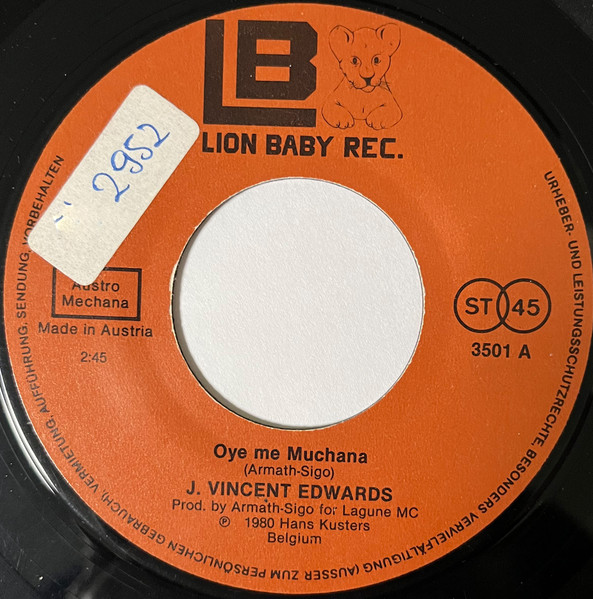 LB
LION BABY REC.
2952
Austro
Mechana
Made in Austria
2:45
ST 45
3501 A
Oye me Muchana
(Armath-Sigo)
J. VINCENT EDWARDS
Prod. by Armath-Sigo for Lagune MC
℗ 1980 Hans Kusters
Belgium
URHEBER- UND LEISTUNGSSCHUTZRECHTE, BESONDERS VERVIELFÄLTIGUNG (AUSSER ZUM PERSÖNLICHEN GEBRAUCH), VERMIETUNG, AUFFÜHRUNG, SENDUNG, VORBEHALTEN